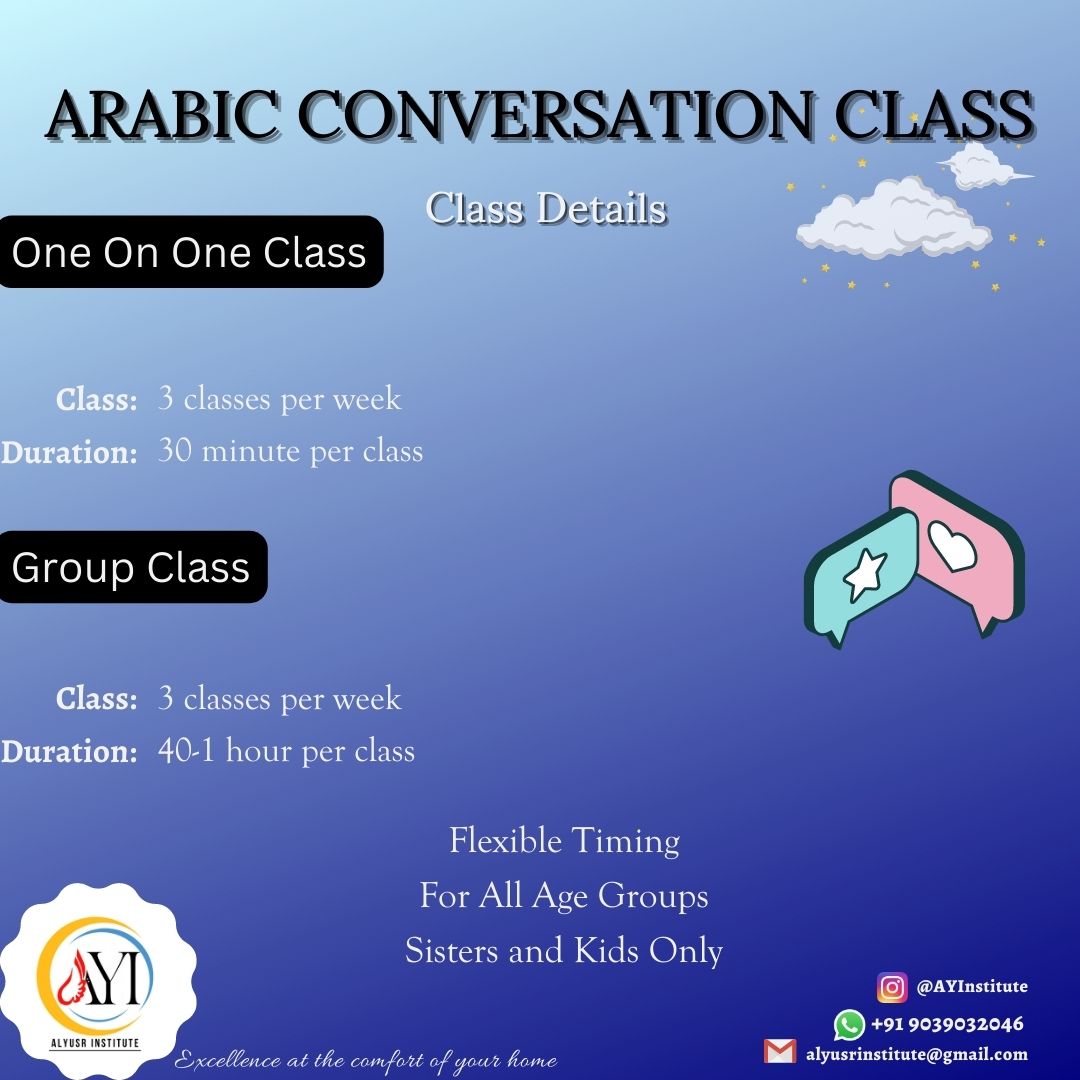 ARABIC CONVERSATION CLASS
Class Details
One On One Class
Class: 3 classes per week
Duration: 30 minute per class
Group Class
Class: 3 classes per week
Duration: 40-1 hour per class
Flexible Timing
For All Age Groups
Sisters and Kids Only
AYI
ALYUSR INSTITUTE
Excellence at the comfort of your home
@AYInstitute
+91 9039032046
alyusrinstitute@gmail.com